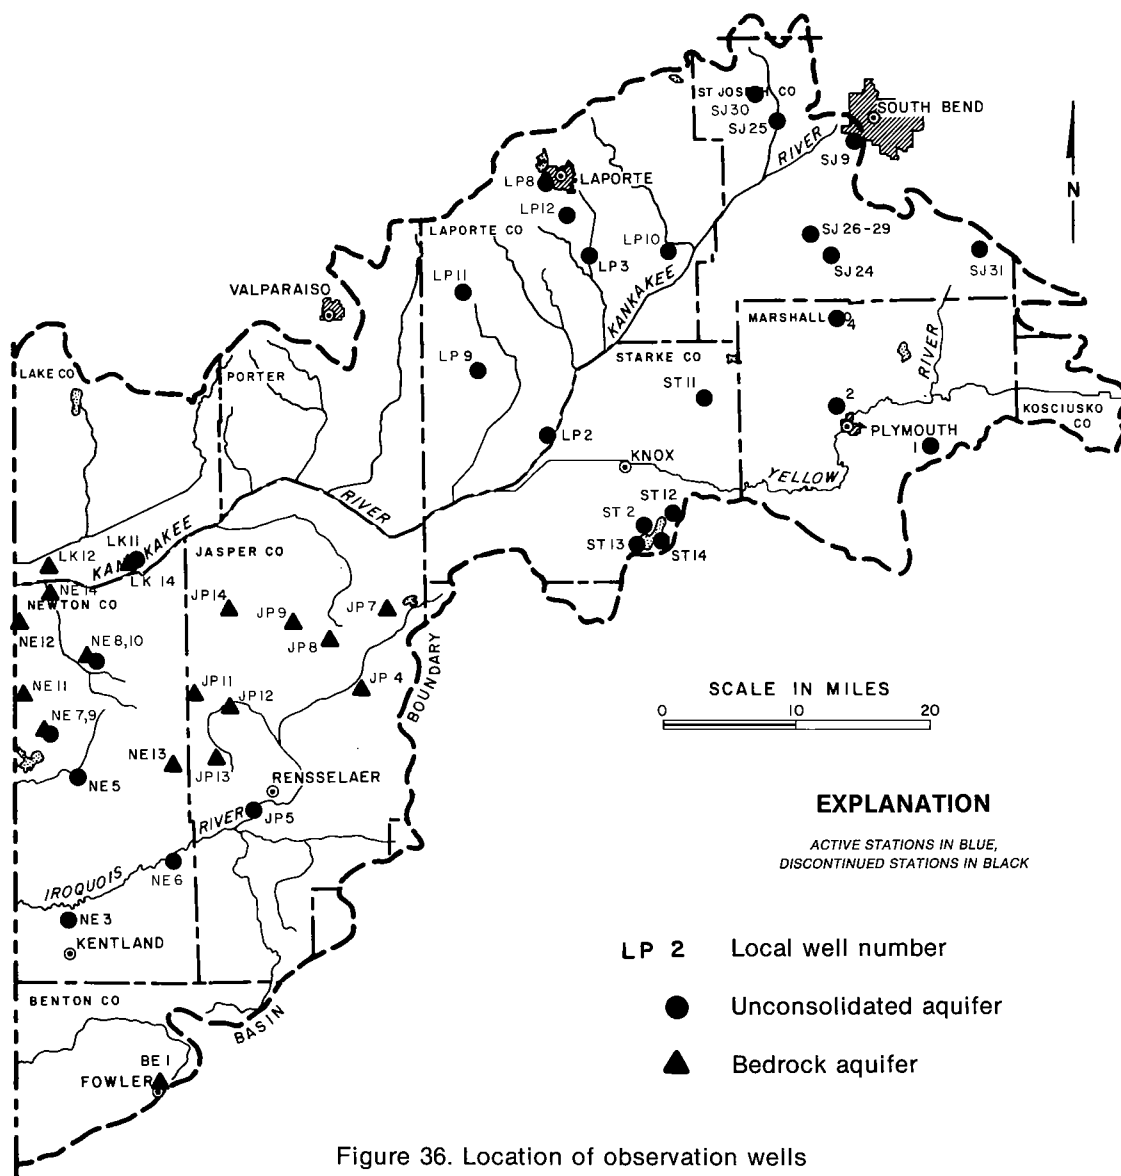 ST JOSEPH CO
SJ30
SJ25
SOUTH BEND
RIVER
SJ9
N
LP8
LAPORTE
LP12
LAPORTE CO
LP10
LP3
KANKAKEE
SJ 26-29
SJ24
SJ31
LP11
VALPARAISO
MARSHALL CO
4
RIVER
LAKE CO
PORTER
LP 9
STARKE CO
ST 11
2
KOSCIUSKO
CO
PLYMOUTH
1
LP2
KNOX
YELLOW
RIVER
ST12
ST 2
ST13
ST14
LK11
LK12
KANKAKEE
LK 14
JASPER CO
NE14
NEWTON CO
JP14
JP9
JP7
JP8
NE12
NE8,10
NE11
JP11
JP12
JP 4
BOUNDARY
NE 7,9
NE13
JP13
NE5
RENSSELAER
RIVER
JP5
SCALE IN MILES
0 10 20
EXPLANATION
ACTIVE STATIONS IN BLUE,
DISCONTINUED STATIONS IN BLACK
IROQUOIS
NE6
NE3
KENTLAND
LP 2 Local well number
Unconsolidated aquifer
Bedrock aquifer
BENTON CO
BASIN
BE 1
FOWLER
Figure 36. Location of observation wells